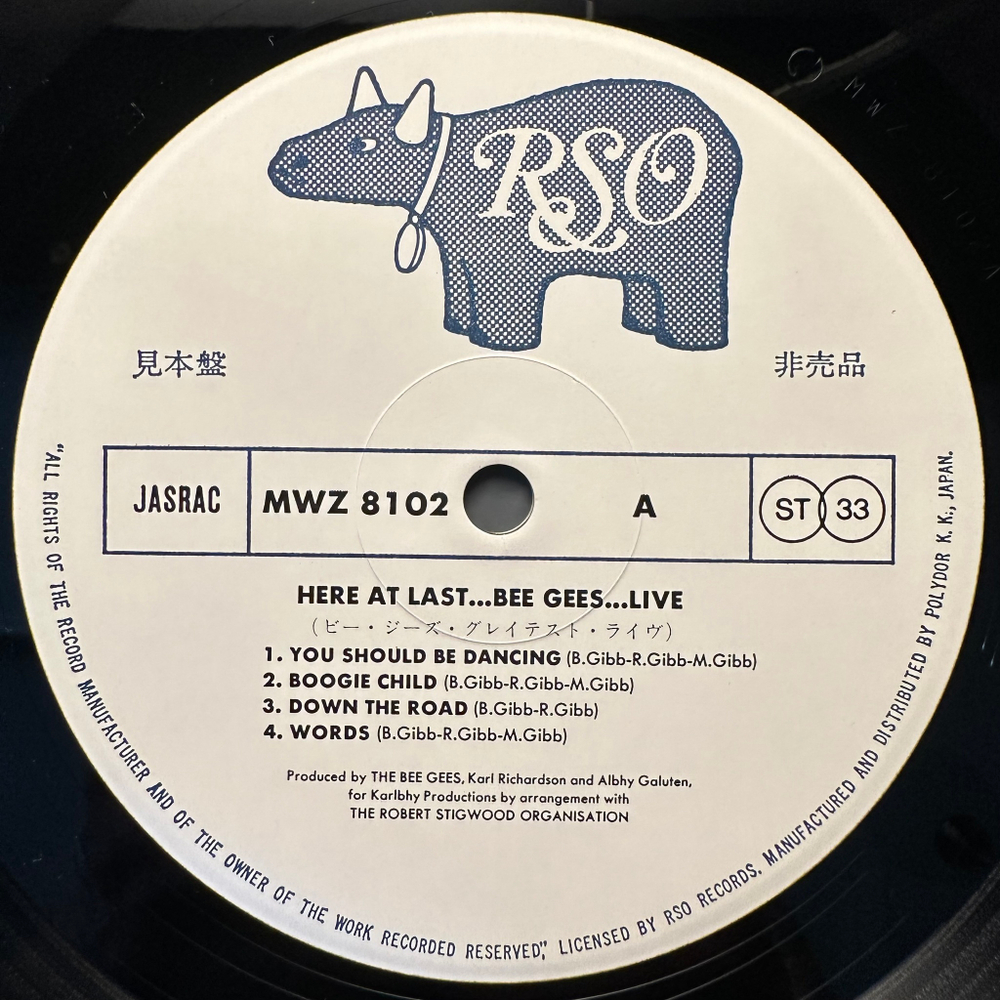 RSO
見本盤
非売品
JASRAC
MWZ 8102
A
ST 33
HERE AT LAST...BEE GEES...LIVE
(ビー・ジーズ・グレイテスト・ライヴ)
1. YOU SHOULD BE DANCING (B.Gibb-R.Gibb-M.Gibb)
2. BOOGIE CHILD (B.Gibb-R.Gibb-M.Gibb)
3. DOWN THE ROAD (B.Gibb-R.Gibb)
4. WORDS (B.Gibb-R.Gibb-M.Gibb)
Produced by THE BEE GEES, Karl Richardson and Albhy Galuten,
for Karlbhy Productions by arrangement with
THE ROBERT STIGWOOD ORGANISATION
"ALL RIGHTS OF THE RECORD MANUFACTURER AND OF THE OWNER OF THE WORK RECORDED RESERVED", LICENSED BY RSO RECORDS. MANUFACTURED AND DISTRIBUTED BY POLYDOR K. K., JAPAN.